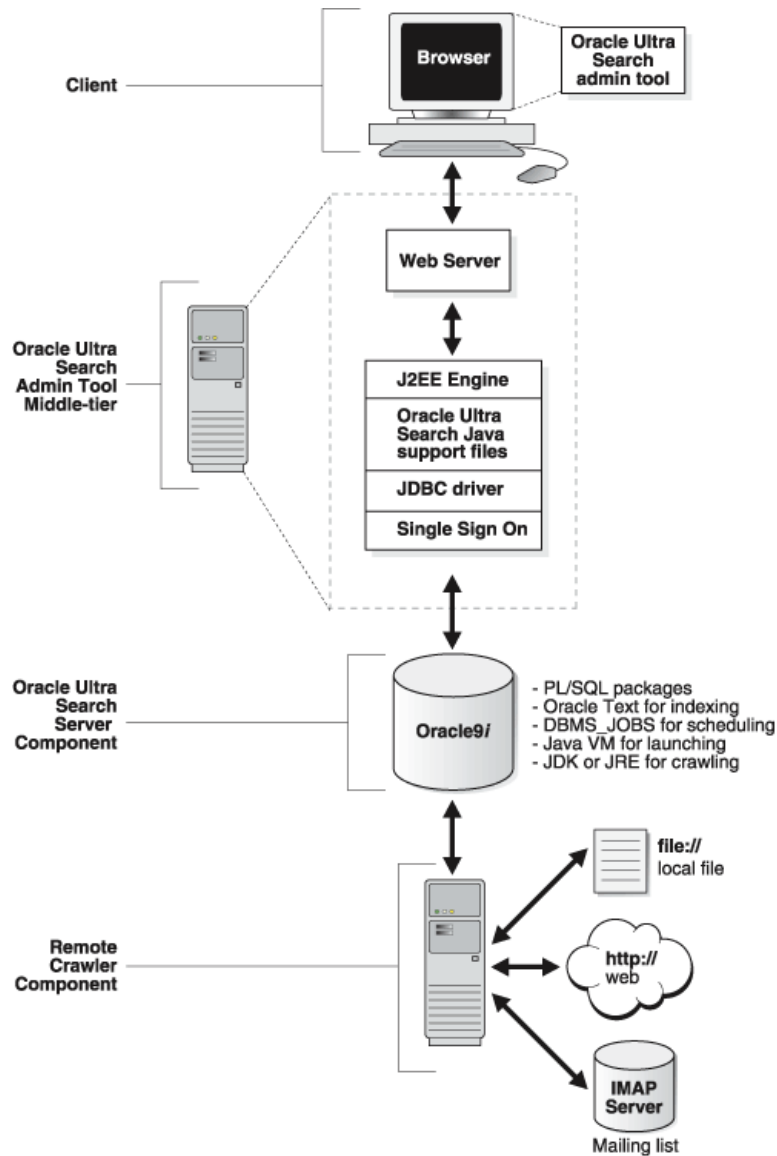 Browser
Oracle Ultra
Search
admin tool
Client
Web Server
Oracle Ultra
Search
Admin Tool
Middle-tier
J2EE Engine
Oracle Ultra
Search Java
support files
JDBC driver
Single Sign On
Oracle Ultra
Search
Server
Component
Oracle9i
- PL/SQL packages
- Oracle Text for indexing
- DBMS_JOBS for scheduling
- Java VM for launching
- JDK or JRE for crawling
Remote
Crawler
Component
file://
local file
http://
web
IMAP
Server
Mailing list